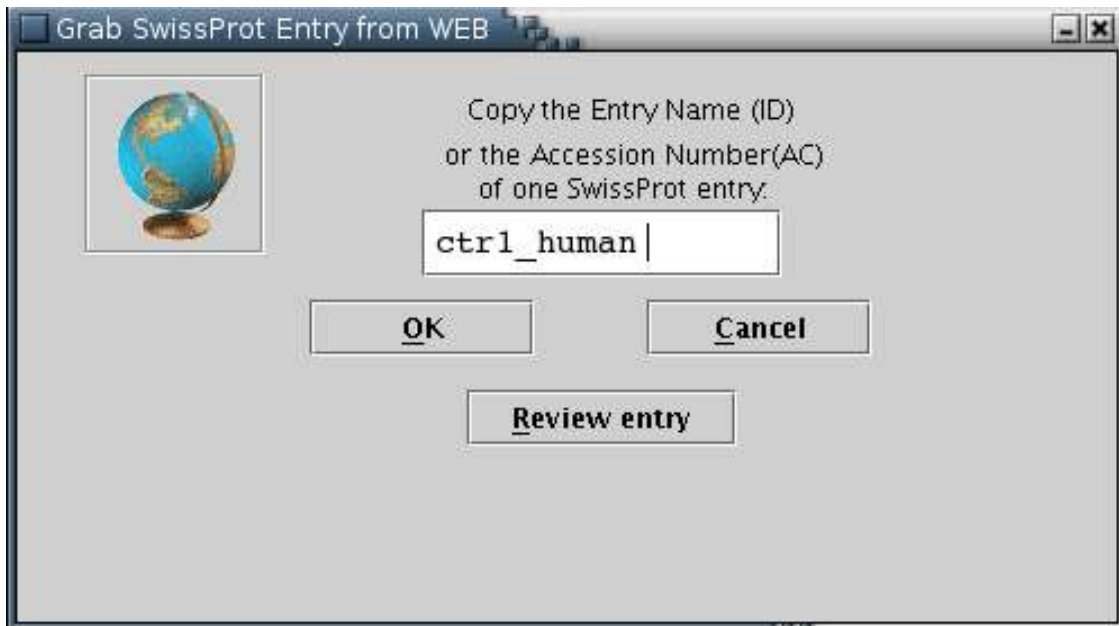 Grab SwissProt Entry from WEB
Copy the Entry Name (ID)
or the Accession Number(AC)
of one SwissProt entry:
ctrl_human
OK
Cancel
Review entry